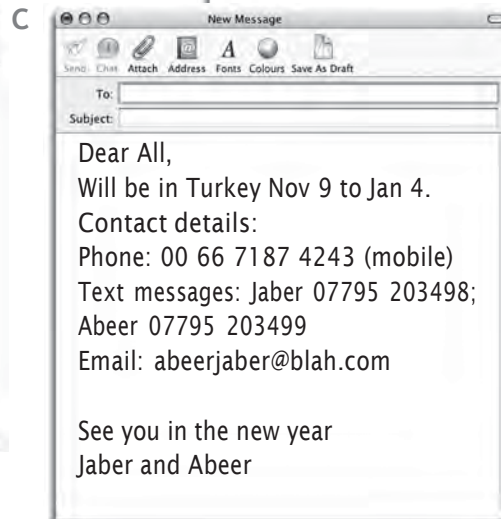 C
New Message
Send Chat Attach Address Fonts Colours Save As Draft
To:
Subject:
Dear All,
Will be in Turkey Nov 9 to Jan 4.
Contact details:
Phone: 00 66 7187 4243 (mobile)
Text messages: Jaber 07795 203498;
Abeer 07795 203499
Email: abeerjaber@blah.com
See you in the new year
Jaber and Abeer